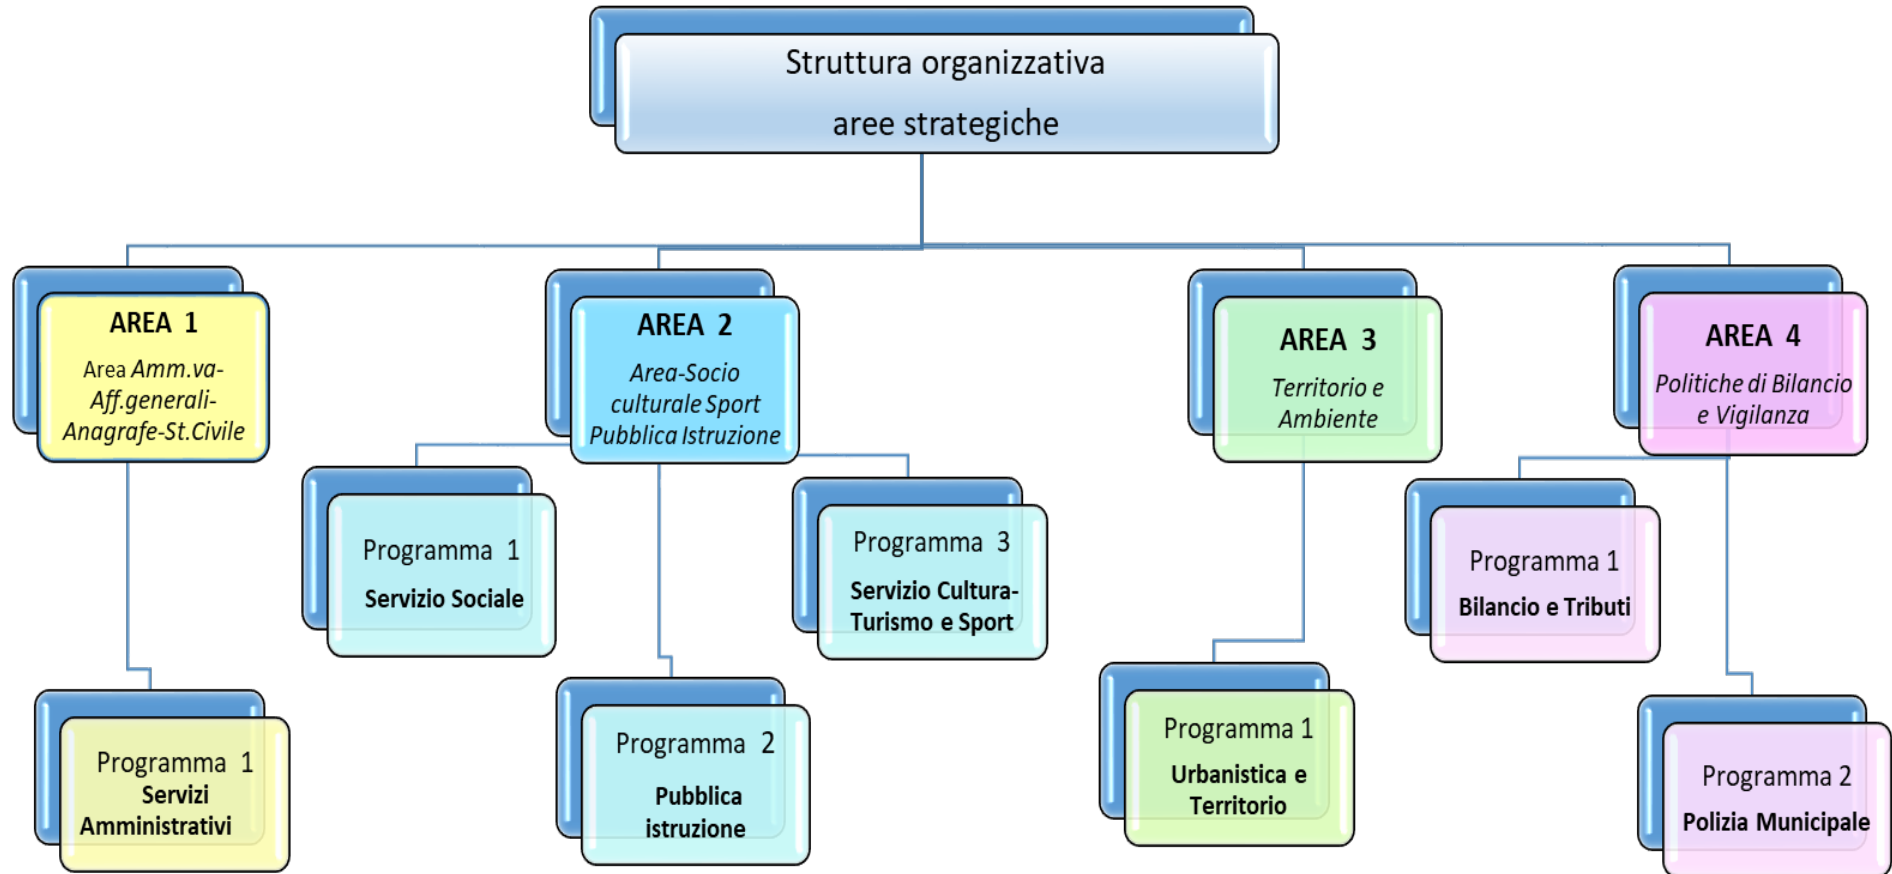 Struttura organizzativa
aree strategiche
AREA 1
Area Amm.va-
Aff.generali-
Anagrafe-St.Civile
AREA 2
Area-Socio
culturale Sport
Pubblica Istruzione
AREA 3
Territorio e
Ambiente
AREA 4
Politiche di Bilancio
e Vigilanza
Programma 1
Servizio Sociale
Programma 3
Servizio Cultura-
Turismo e Sport
Programma 1
Bilancio e Tributi
Programma 1
Servizi
Amministrativi
Programma 2
Pubblica
istruzione
Programma 1
Urbanistica e
Territorio
Programma 2
Polizia Municipale